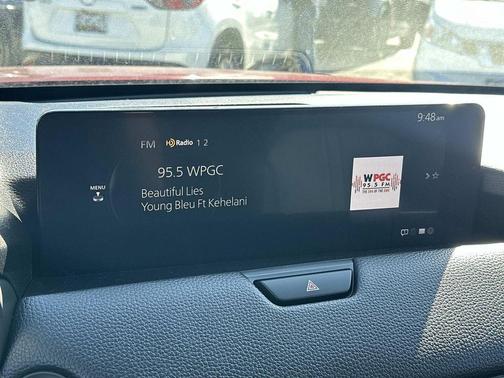 9:48am
FM HD Radio 1 2
95.5 WPGC
MENU
Beautiful Lies
Young Bleu Ft Kehelani
WPGC
95.5 FM